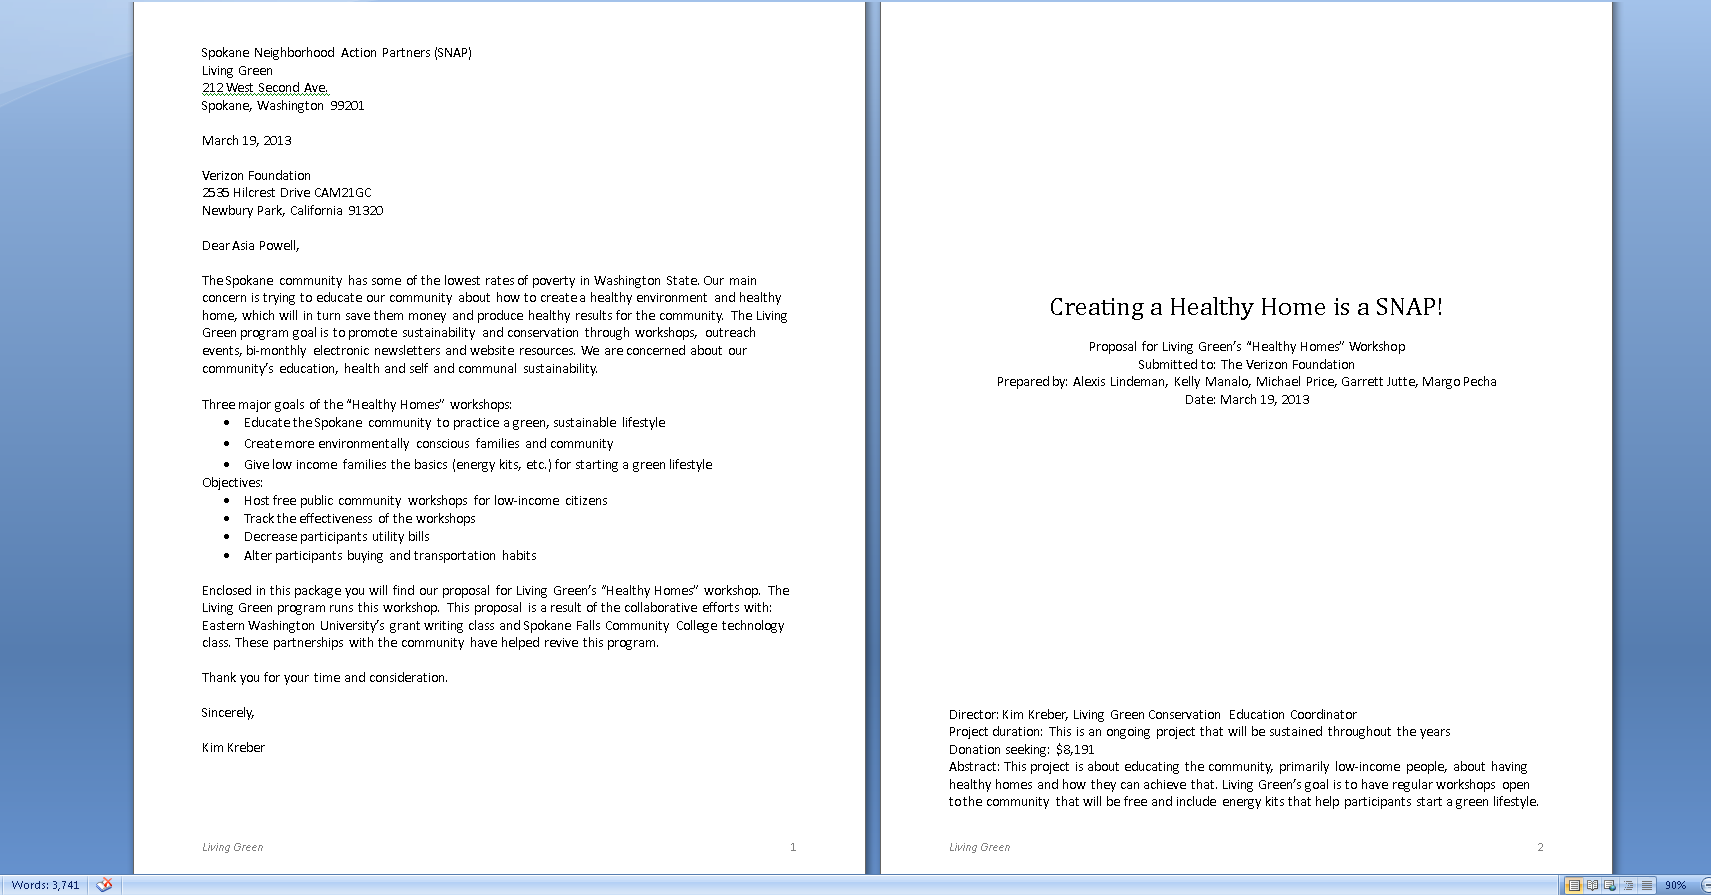 Spokane Neighborhood Action Partners (SNAP)
Living Green
212 West Second Ave.
Spokane, Washington 99201
March 19, 2013
Verizon Foundation
2535 Hilcrest Drive CAM21GC
Newbury Park, California 91320
Dear Asia Powell,
The Spokane community has some of the lowest rates of poverty in Washington State. Our main
concern is trying to educate our community about how to create a healthy environment and healthy
home, which will in turn save them money and produce healthy results for the community. The Living
Green program goal is to promote sustainability and conservation through workshops, outreach
events, bi-monthly electronic newsletters and website resources. We are concerned about our
community's education, health and self and communal sustainability.
Three major goals of the "Healthy Homes" workshops:
• Educate the Spokane community to practice a green, sustainable lifestyle
• Create more environmentally conscious families and community
• Give low income families the basics (energy kits, etc.) for starting a green lifestyle
Objectives:
• Host free public community workshops for low-income citizens
• Track the effectiveness of the workshops
• Decrease participants utility bills
• Alter participants buying and transportation habits
Enclosed in this package you will find our proposal for Living Green's "Healthy Homes" workshop. The
Living Green program runs this workshop. This proposal is a result of the collaborative efforts with:
Eastern Washington University's grant writing class and Spokane Falls Community College technology
class. These partnerships with the community have helped revive this program.
Thank you for your time and consideration.
Sincerely,
Kim Kreber
Living Green 1
Creating a Healthy Home is a SNAP!
Proposal for Living Green's "Healthy Homes" Workshop
Submitted to: The Verizon Foundation
Prepared by: Alexis Lindeman, Kelly Manalo, Michael Price, Garrett Jutte, Margo Pecha
Date: March 19, 2013
Director: Kim Kreber, Living Green Conservation Education Coordinator
Project duration: This is an ongoing project that will be sustained throughout the years
Donation seeking: $8,191
Abstract: This project is about educating the community, primarily low-income people, about having
healthy homes and how they can achieve that. Living Green's goal is to have regular workshops open
to the community that will be free and include energy kits that help participants start a green lifestyle.
Living Green 2
Words: 3,741
90%